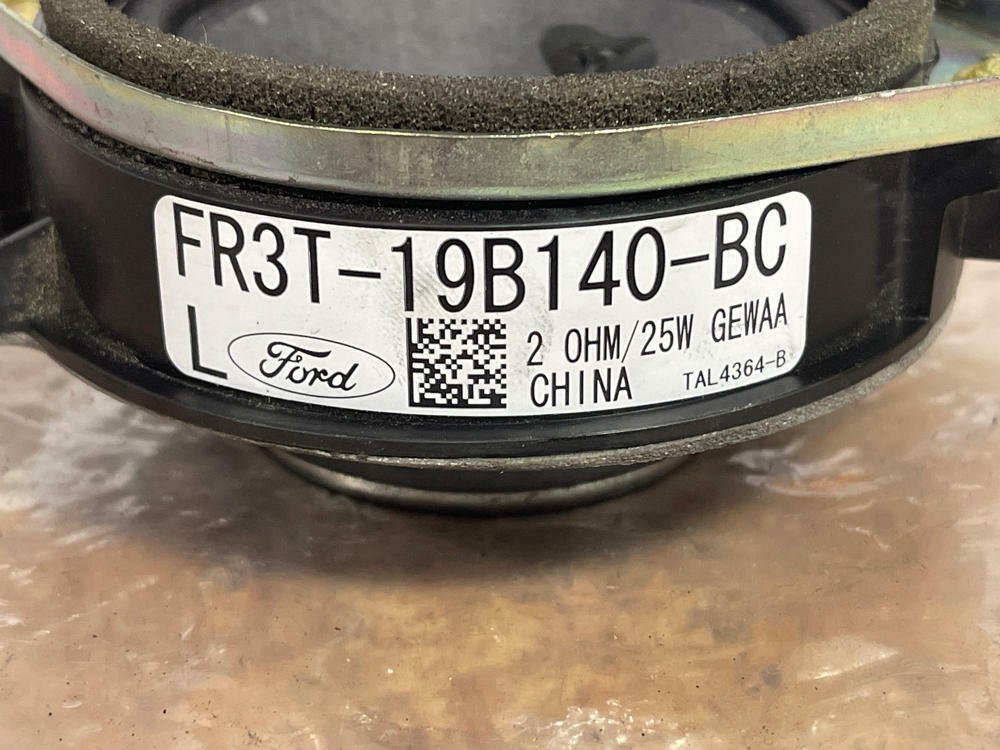 FR3T-19B140-BC
L Ford 2 OHM/25W GEWAA
CHINA TAL4364-B